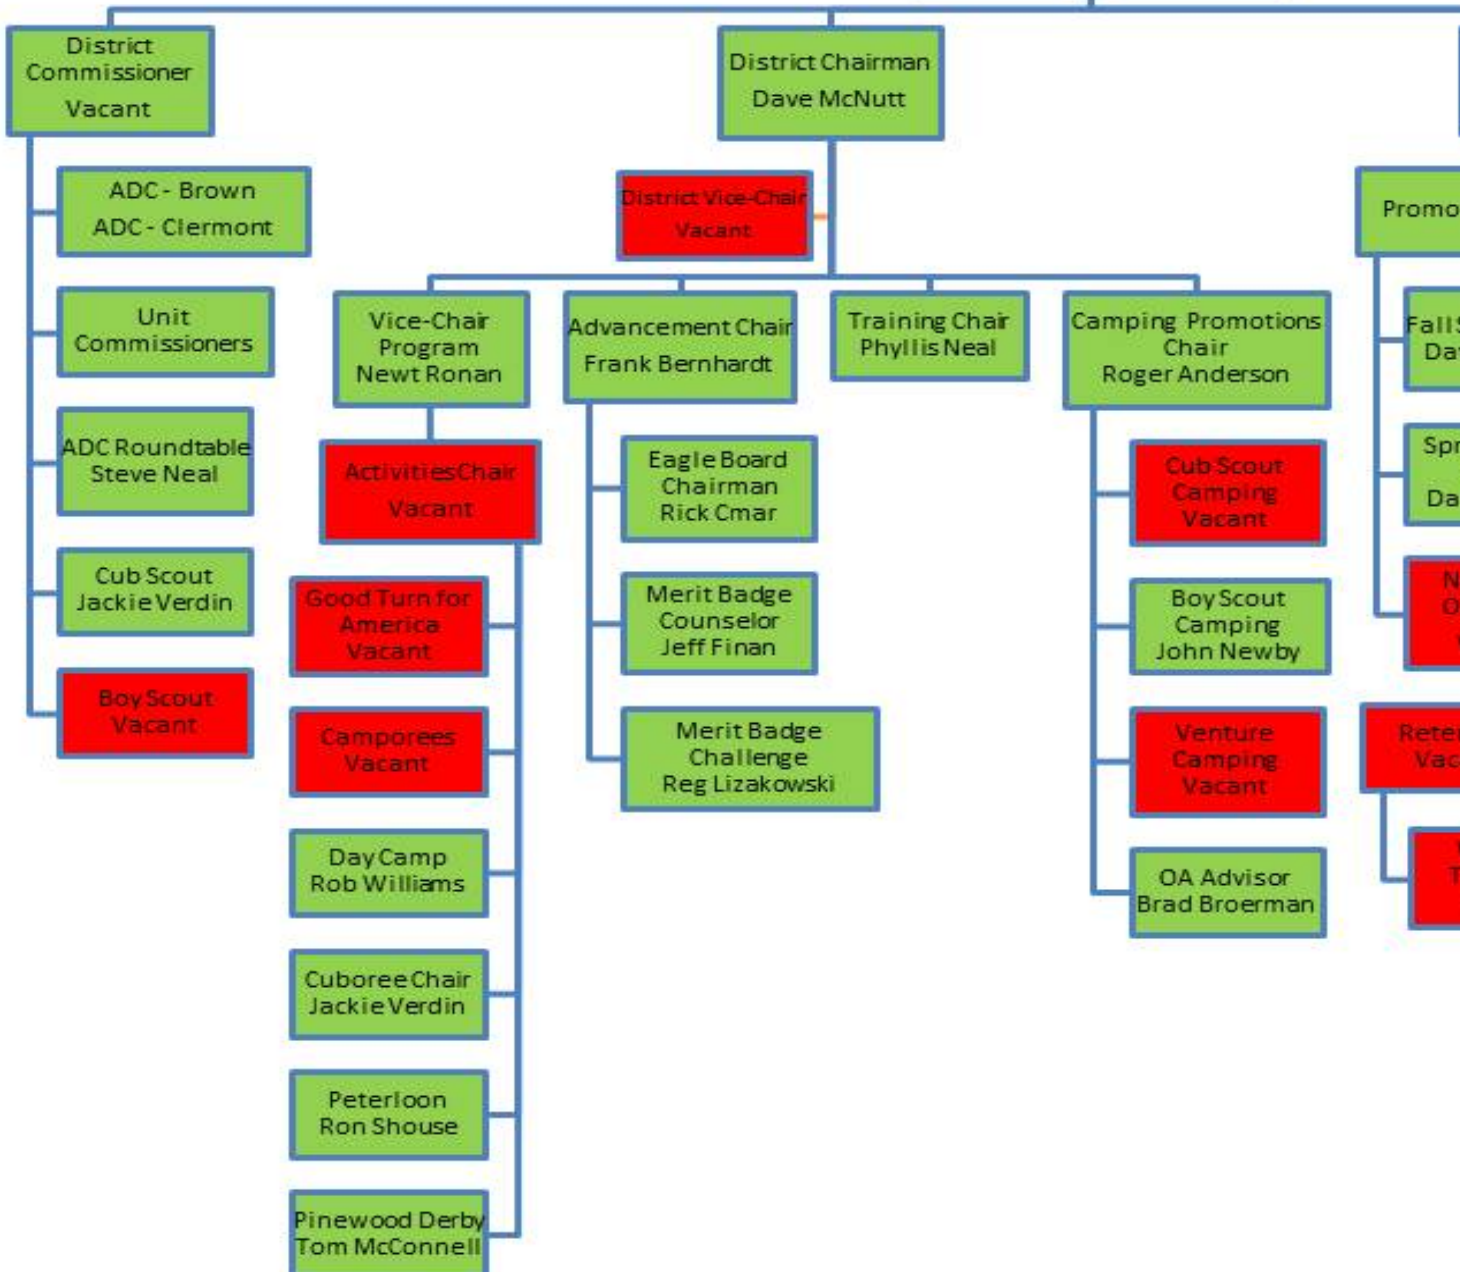 District
Commissioner
Vacant
District Chairman
Dave McNutt
ADC - Brown
ADC - Clermont
Unit
Commissioners
ADC Roundtable
Steve Neal
Cub Scout
Jackie Verdin
Boy Scout
Vacant
District Vice-Chair
Vacant
Vice-Chair
Program
Newt Ronan
Activities Chair
Vacant
Good Turn for
America
Vacant
Camporees
Vacant
Day Camp
Rob Williams
Cuboree Chair
Jackie Verdin
Peterloon
Ron Shouse
Pinewood Derby
Tom McConnell
Advancement Chair
Frank Bernhardt
Eagle Board
Chairman
Rick Cmar
Merit Badge
Counselor
Jeff Finan
Merit Badge
Challenge
Reg Lizakowski
Training Chair
Phyllis Neal
Camping Promotions
Chair
Roger Anderson
Cub Scout
Camping
Vacant
Boy Scout
Camping
John Newby
Venture
Camping
Vacant
OA Advisor
Brad Broerman
Fall